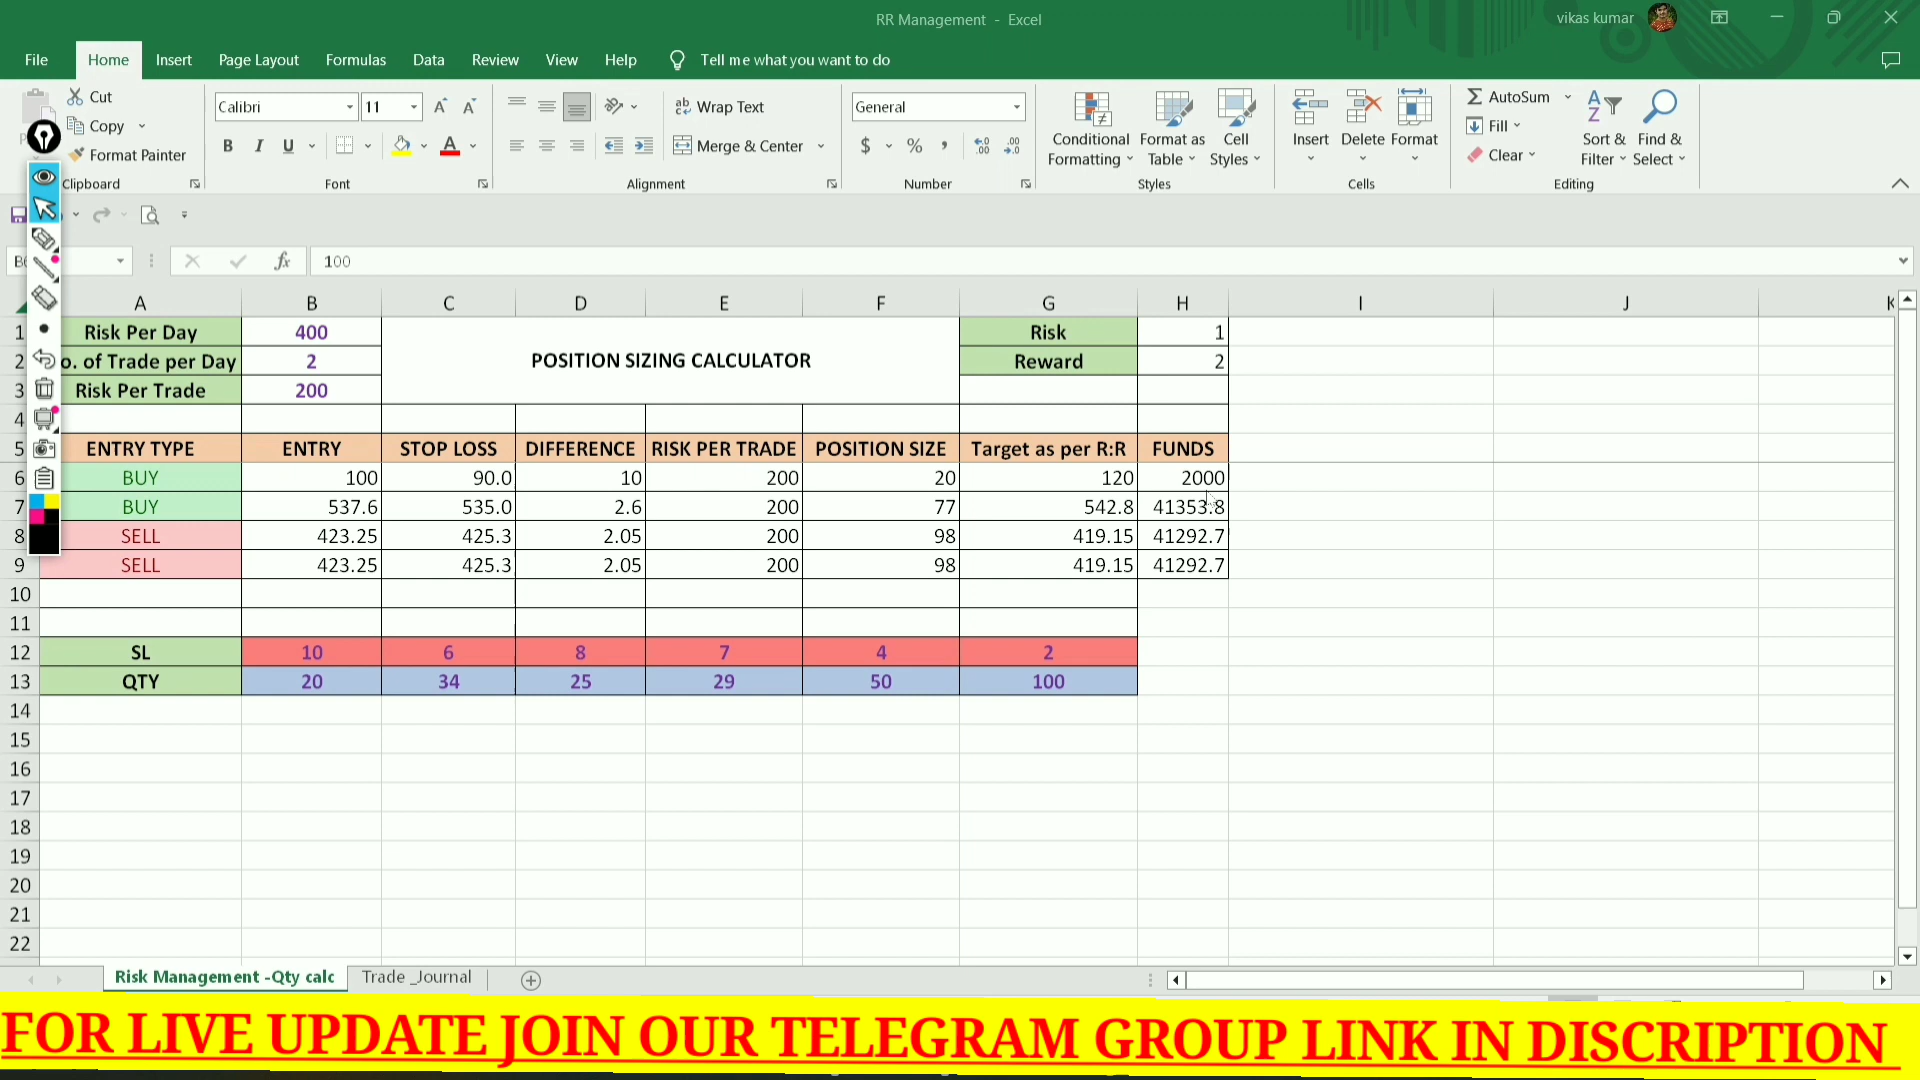 RR Management - Excel
vikas kumar
File Home Insert Page Layout Formulas Data Review View Help Tell me what you want to do
Cut
Copy
Format Painter
Clipboard
Calibri 11
B I U
Font
Wrap Text
Merge & Center
Alignment
General
$ % ,
Number
Conditional Formatting
Format as Table
Cell Styles
Styles
Insert Delete Format
Cells
AutoSum
Fill
Clear
Sort & Filter
Find & Select
Editing
fx 100
A B C D E F G H I J K
1 Risk Per Day 400 POSITION SIZING CALCULATOR Risk 1
2 o. of Trade per Day 2 Reward 2
3 Risk Per Trade 200
4
5 ENTRY TYPE ENTRY STOP LOSS DIFFERENCE RISK PER TRADE POSITION SIZE Target as per R:R FUNDS
6 BUY 100 90.0 10 200 20 120 2000
7 BUY 537.6 535.0 2.6 200 77 542.8 41353.8
8 SELL 423.25 425.3 2.05 200 98 419.15 41292.7
9 SELL 423.25 425.3 2.05 200 98 419.15 41292.7
10
11
12 SL 10 6 8 7 4 2
13 QTY 20 34 25 29 50 100
14
15
16
17
18
19
20
21
22
Risk Management -Qty calc Trade _Journal
FOR LIVE UPDATE JOIN OUR TELEGRAM GROUP LINK IN DISCRIPTION